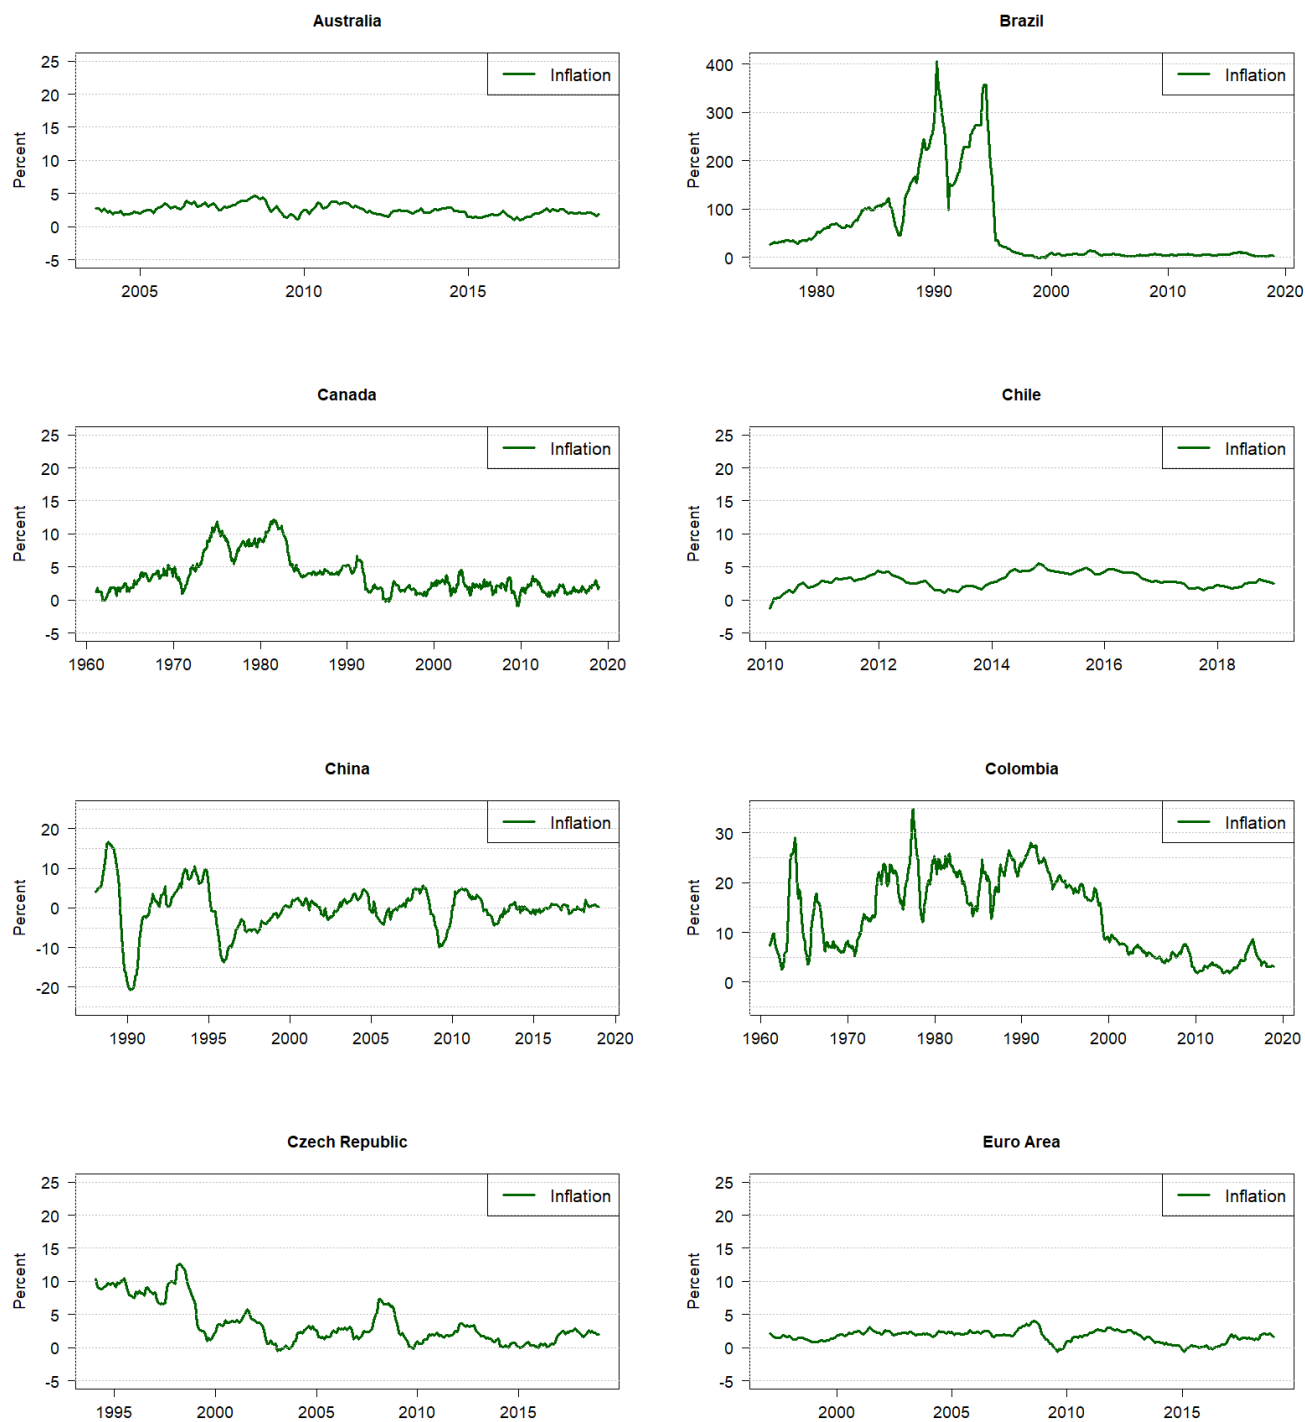 Australia
Percent
25
20
15
10
5
0
-5
2005 2010 2015
Inflation
Brazil
Percent
400
300
200
100
0
1980 1990 2000 2010 2020
Inflation
Canada
Percent
25
20
15
10
5
0
-5
1960 1970 1980 1990 2000 2010 2020
Inflation
Chile
Percent
25
20
15
10
5
0
-5
2010 2012 2014 2016 2018
Inflation
China
Percent
20
10
0
-10
-20
1990 1995 2000 2005 2010 2015 2020
Inflation
Colombia
Percent
30
20
10
0
1960 1970 1980 1990 2000 2010 2020
Inflation
Czech Republic
Percent
25
20
15
10
5
0
-5
1995 2000 2005 2010 2015
Inflation
Euro Area
Percent
25
20
15
10
5
0
-5
2000 2005 2010 2015
Inflation